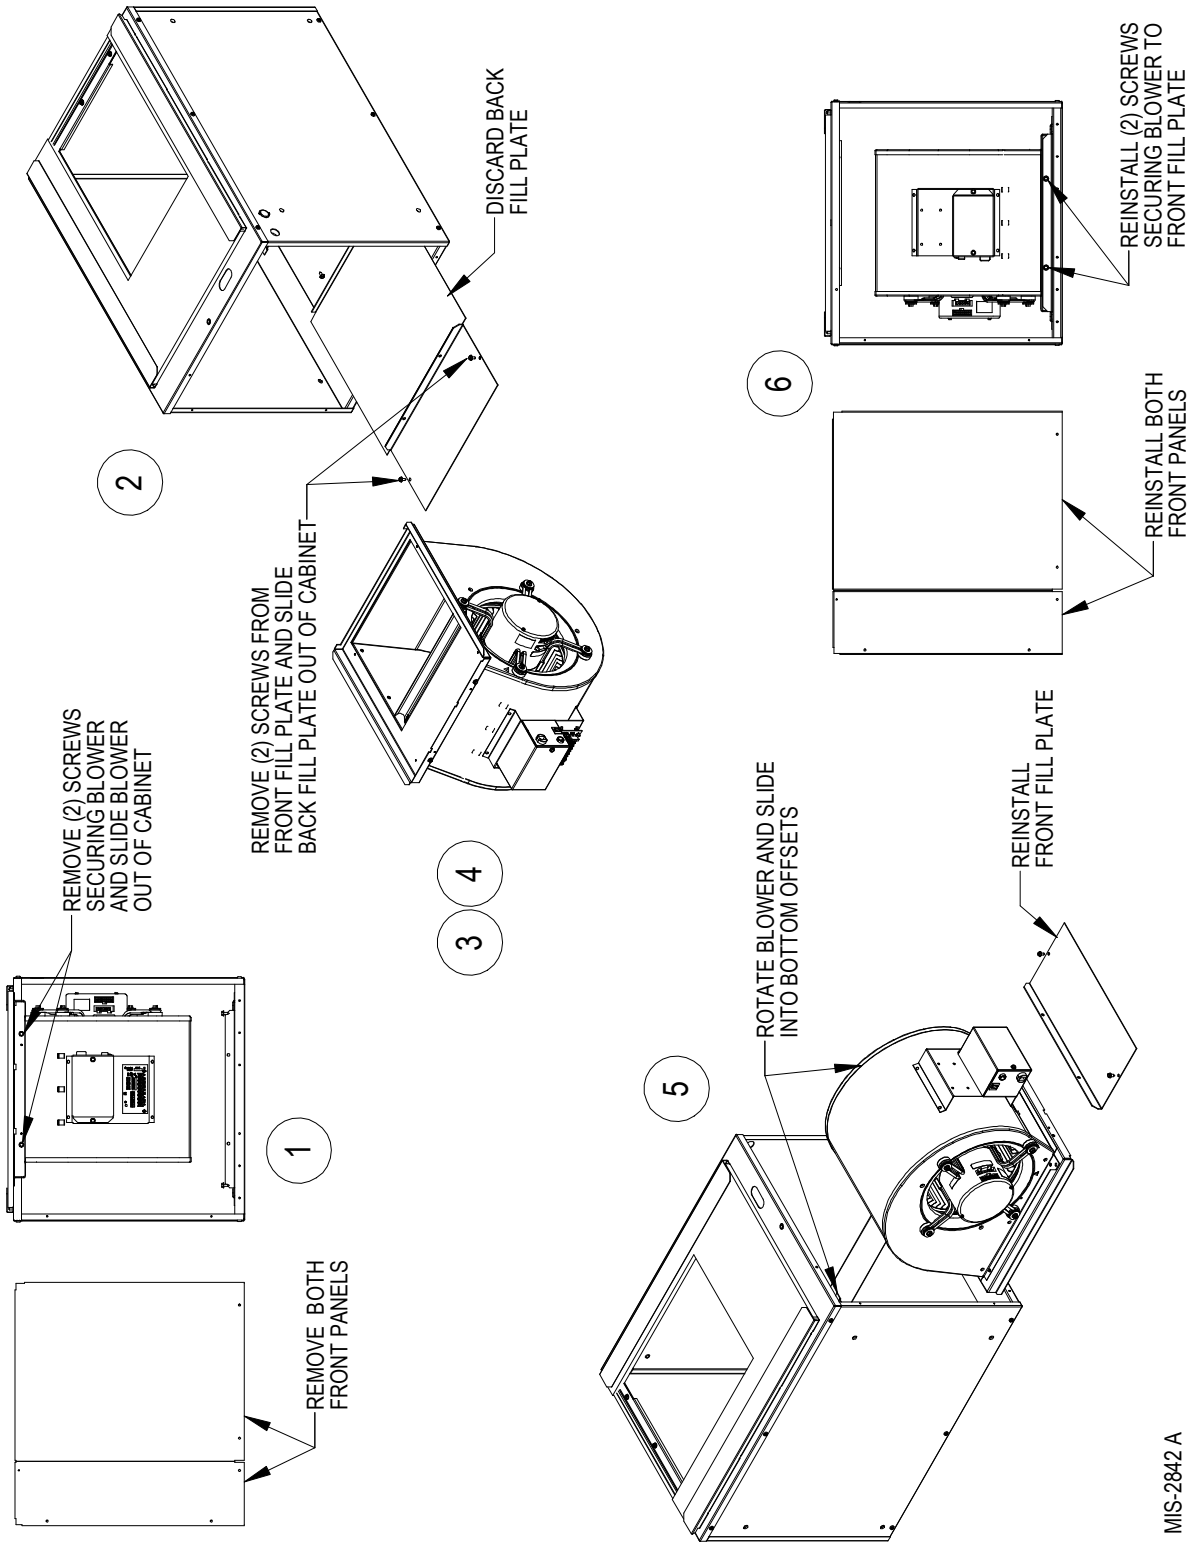 REMOVE BOTH
FRONT PANELS
1
REMOVE (2) SCREWS
SECURING BLOWER
AND SLIDE BLOWER
OUT OF CABINET
2
REMOVE (2) SCREWS FROM
FRONT FILL PLATE AND SLIDE
BACK FILL PLATE OUT OF CABINET
DISCARD BACK
FILL PLATE
3
4
5
ROTATE BLOWER AND SLIDE
INTO BOTTOM OFFSETS
REINSTALL
FRONT FILL PLATE
6
REINSTALL BOTH
FRONT PANELS
REINSTALL (2) SCREWS
SECURING BLOWER TO
FRONT FILL PLATE
MIS-2842 A